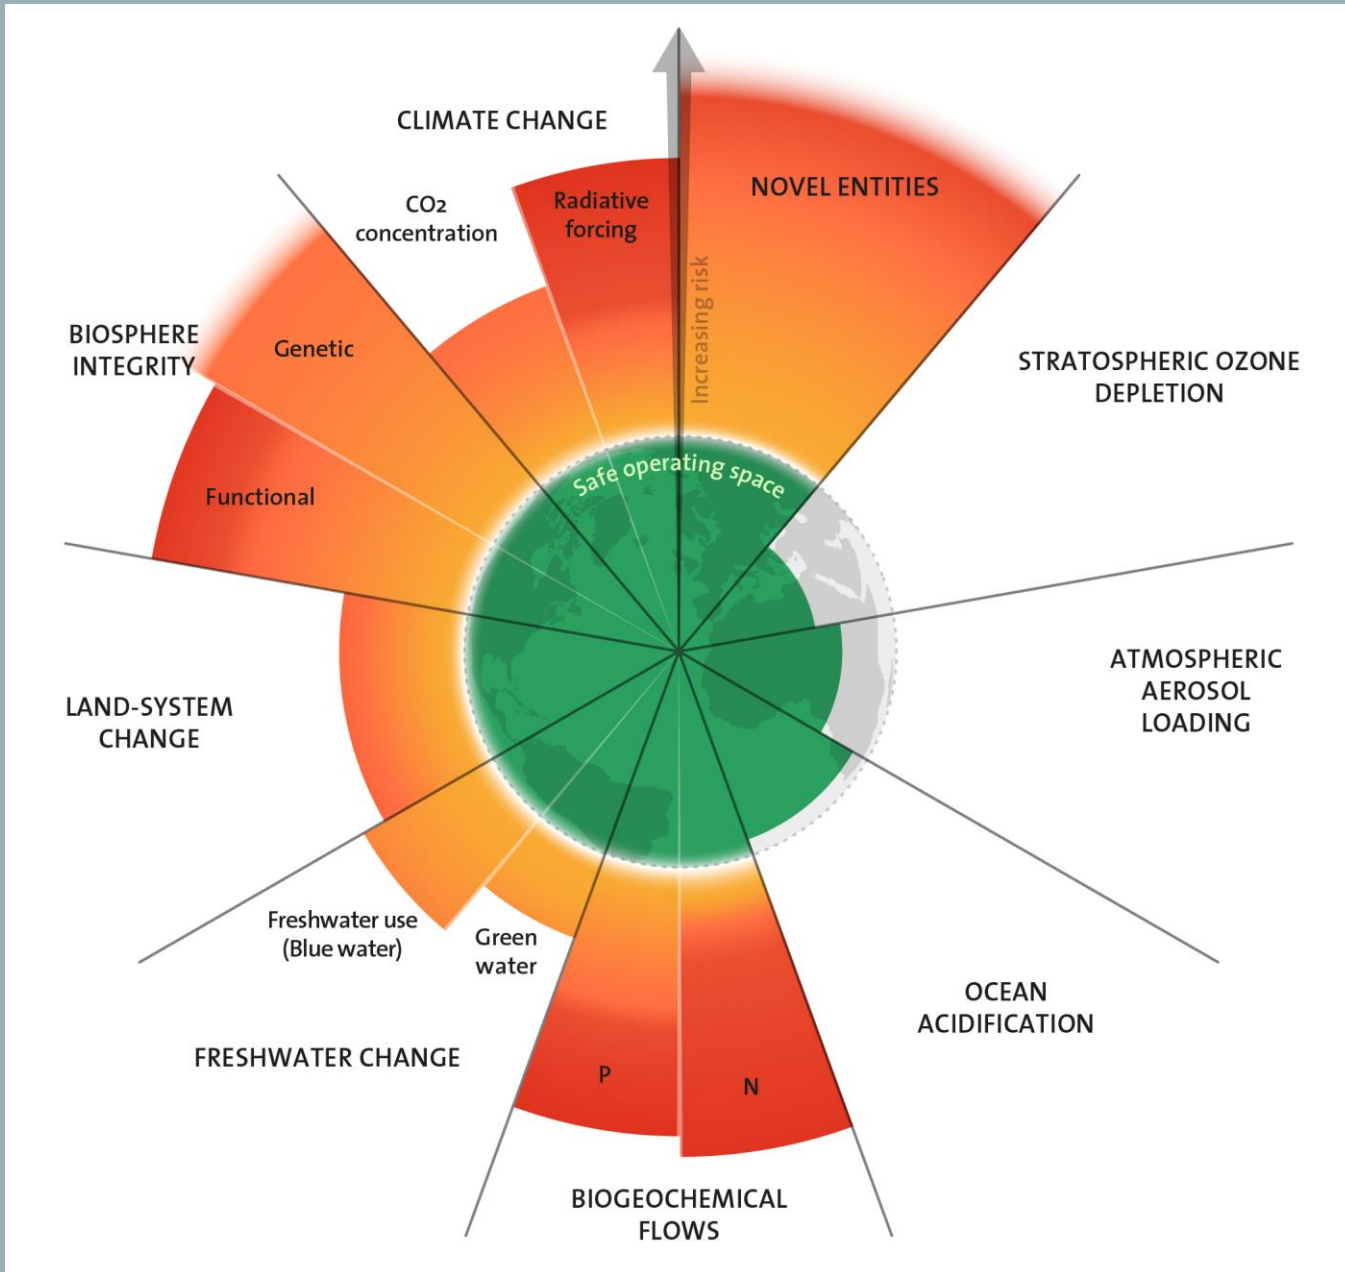 CLIMATE CHANGE
CO2
concentration
Radiative
forcing
NOVEL ENTITIES
Increasing risk
BIOSPHERE
INTEGRITY
Genetic
Functional
STRATOSPHERIC OZONE
DEPLETION
Safe operating space
ATMOSPHERIC
AEROSOL
LOADING
LAND-SYSTEM
CHANGE
Freshwater use
(Blue water)
Green
water
FRESHWATER CHANGE
P
N
OCEAN
ACIDIFICATION
BIOGEOCHEMICAL
FLOWS